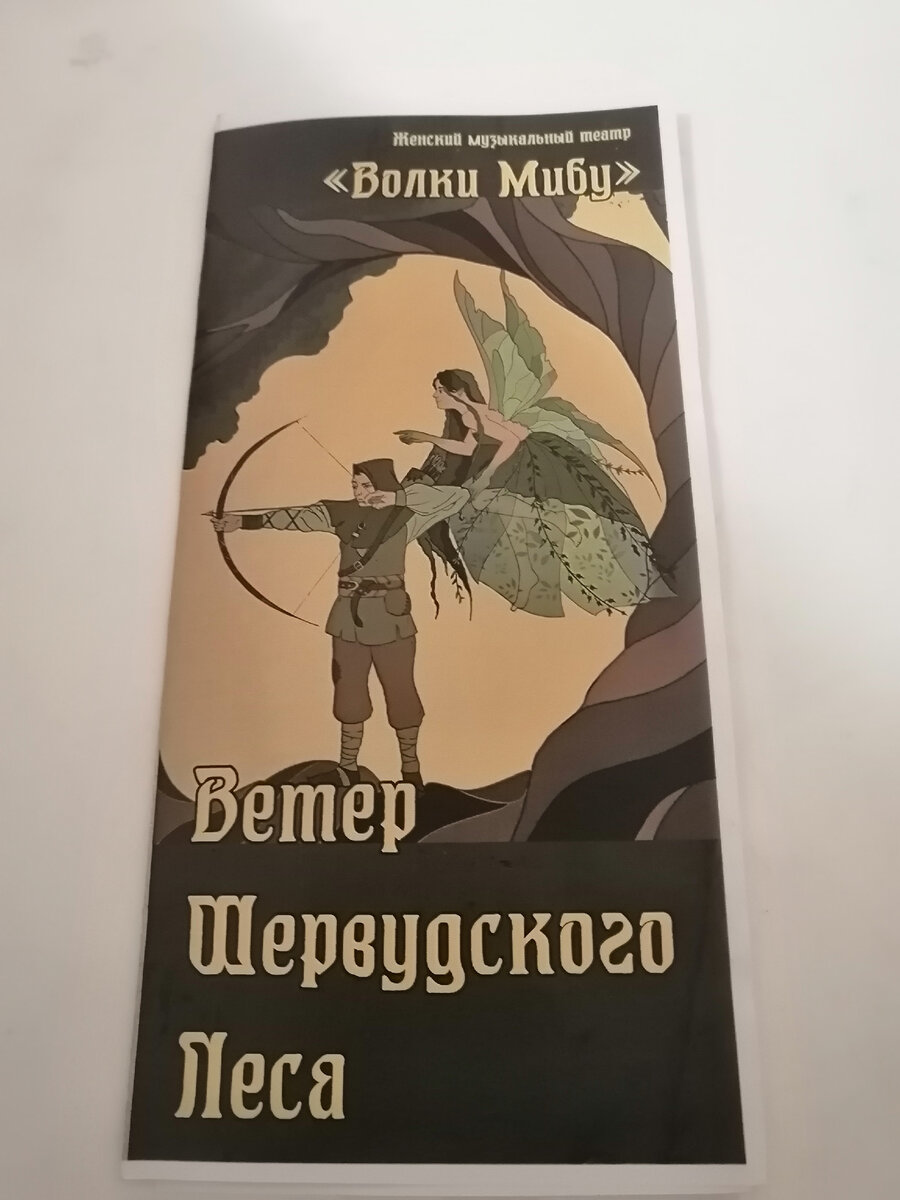 Женский музыкальный театр
«Волки Мибу»
Ветер
Шервудского
Леса